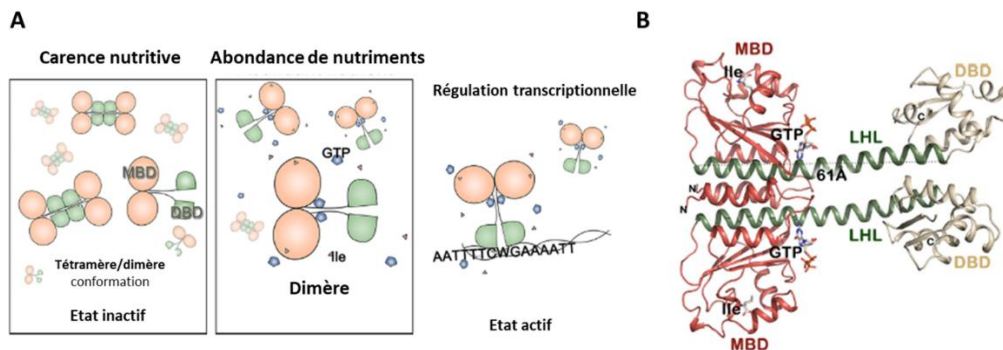 A
Carence nutritive
MBD
DBD
Tétramère/dimère
conformation
Etat inactif
Abondance de nutriments
GTP
Ile
Dimère
Régulation transcriptionnelle
AATTTTCWGAAAATT
Etat actif
B
MBD
Ile
GTP
LHL
DBD
C
61Å
N
N
GTP
LHL
C
DBD
Ile
MBD